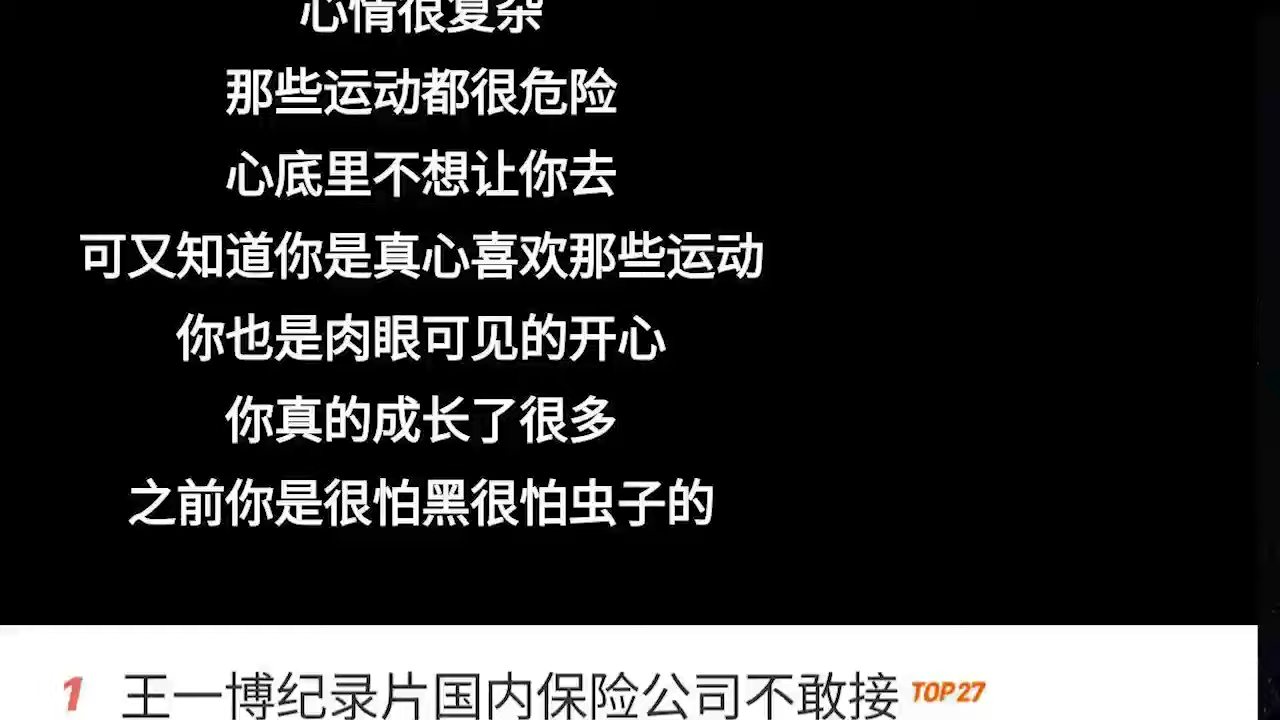 心情很复杂
那些运动都很危险
心底里不想让你去
可又知道你是真心喜欢那些运动
你也是肉眼可见的开心
你真的成长了很多
之前你是很怕黑很怕虫子的
1 王一博纪录片国内保险公司不敢接 TOP27